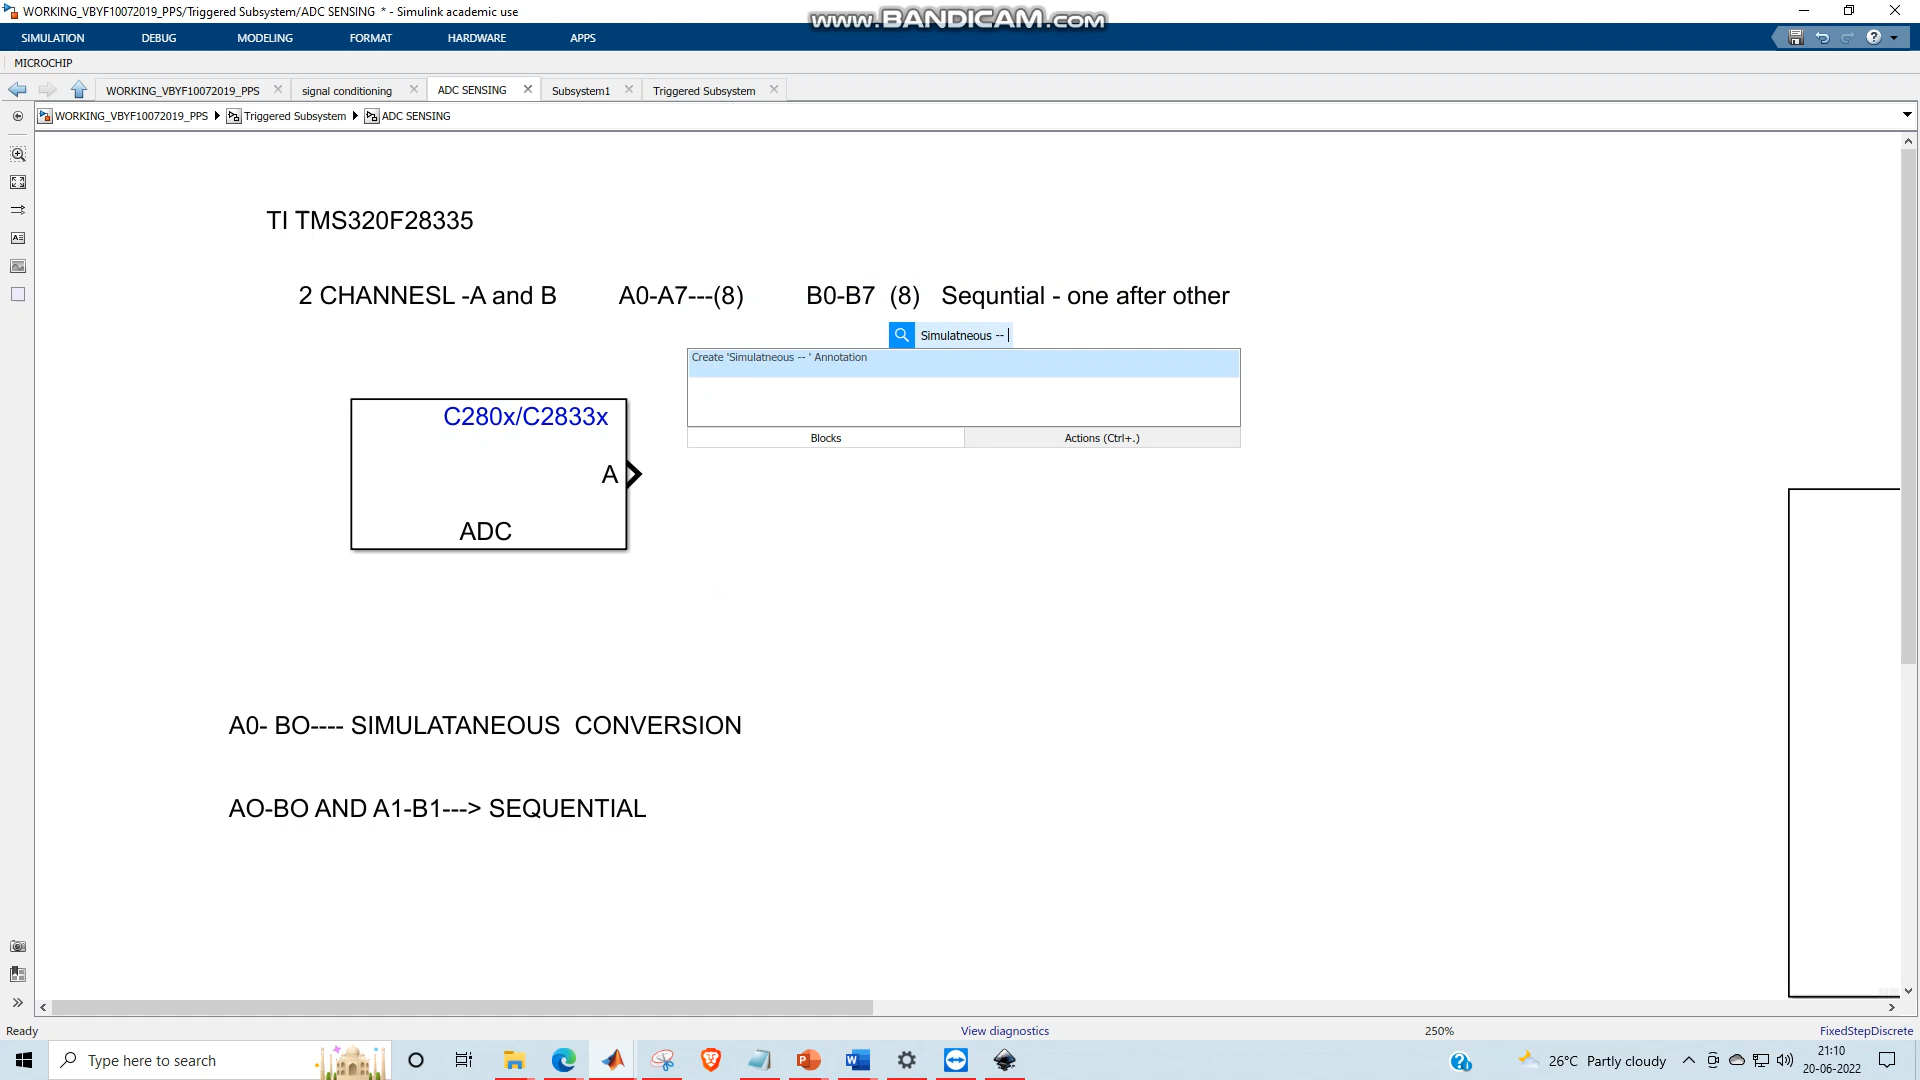 WORKING_VBYF10072019_PPS/Triggered Subsystem/ADC SENSING * - Simulink academic use
www.BANDICAM.com
SIMULATION DEBUG MODELING FORMAT HARDWARE APPS
MICROCHIP
WORKING_VBYF10072019_PPS signal conditioning ADC SENSING Subsystem1 Triggered Subsystem
WORKING_VBYF10072019_PPS Triggered Subsystem ADC SENSING
TI TMS320F28335
2 CHANNESL -A and B A0-A7---(8) B0-B7 (8) Sequntial - one after other
Simulatneous --
Create 'Simulatneous -- ' Annotation
Blocks Actions (Ctrl+.)
C280x/C2833x
A
ADC
A0- BO---- SIMULATANEOUS CONVERSION
AO-BO AND A1-B1---> SEQUENTIAL
Ready View diagnostics 250% FixedStepDiscrete
Type here to search 26°C Partly cloudy 21:10
20-06-2022